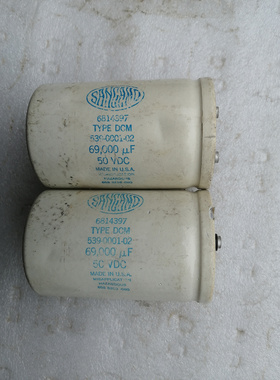 SANGAMO
6814397
TYPE DCM
539-0001-02
69,000 µF
50 VDC
MADE IN U.S.A.
SANGAMO
6814397
TYPE DCM
539-0001-02
69,000 µF
50 VDC
MADE IN U.S.A.